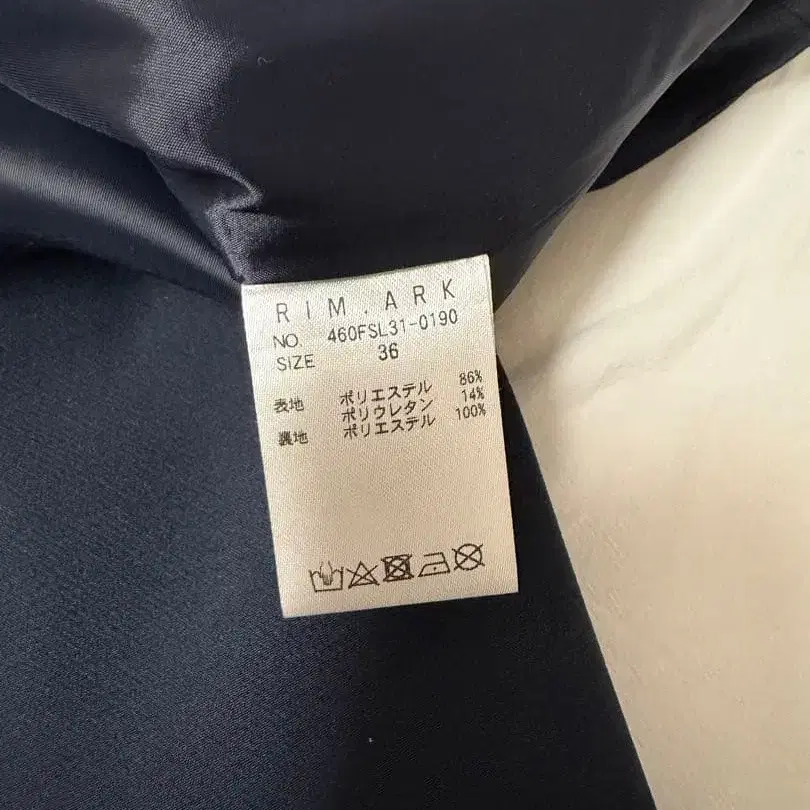 RIM.ARK
NO. 460FSL31-0190
SIZE 36
表地 ポリエステル 86%
ポリウレタン 14%
裏地 ポリエステル 100%